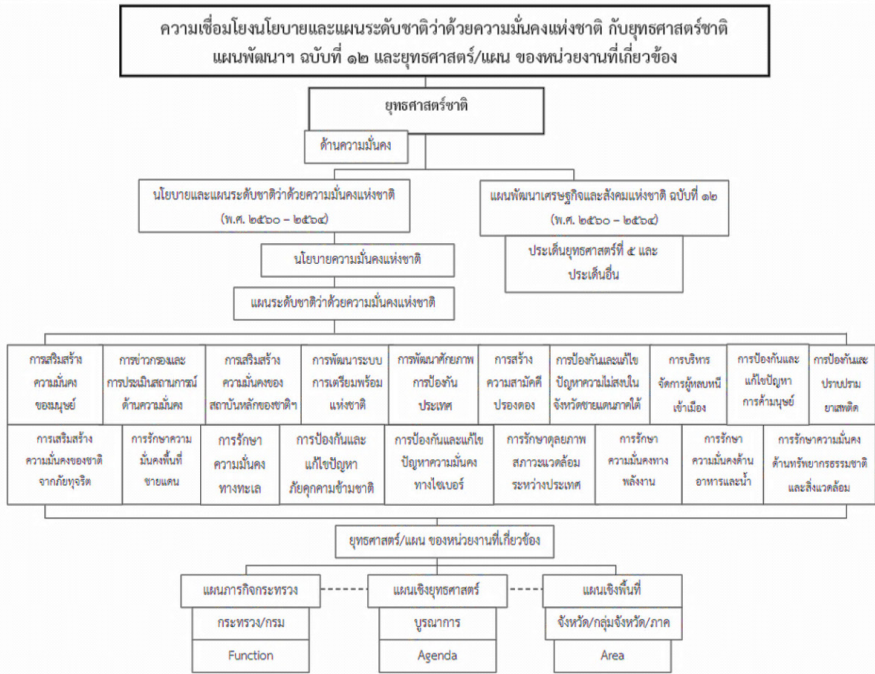 ความเชื่อมโยงนโยบายและแผนระดับชาติว่าด้วยความมั่นคงแห่งชาติ กับยุทธศาสตร์ชาติ
แผนพัฒนาฯ ฉบับที่ ๑๒ และยุทธศาสตร์/แผน ของหน่วยงานที่เกี่ยวข้อง
ยุทธศาสตร์ชาติ
ด้านความมั่นคง
นโยบายและแผนระดับชาติว่าด้วยความมั่นคงแห่งชาติ
(พ.ศ. ๒๕๖๐ – ๒๕๖๔)
แผนพัฒนาเศรษฐกิจและสังคมแห่งชาติ ฉบับที่ ๑๒
(พ.ศ. ๒๕๖๐ – ๒๕๖๔)
ประเด็นยุทธศาสตร์ที่ ๕ และ
ประเด็นอื่น
นโยบายความมั่นคงแห่งชาติ
แผนระดับชาติว่าด้วยความมั่นคงแห่งชาติ
การเสริมสร้าง
ความมั่นคง
ของมนุษย์
การข่าวกรองและ
การประเมินสถานการณ์
ด้านความมั่นคง
การเสริมสร้าง
ความมั่นคงของ
สถาบันหลักของชาติฯ
การพัฒนาระบบ
การเตรียมพร้อม
แห่งชาติ
การพัฒนาศักยภาพ
การป้องกัน
ประเทศ
การสร้าง
ความสามัคคี
ปรองดอง
การป้องกันและแก้ไข
ปัญหาความไม่สงบใน
จังหวัดชายแดนภาคใต้
การบริหาร
จัดการผู้หลบหนี
เข้าเมือง
การป้องกันและ
แก้ไขปัญหา
การค้ามนุษย์
การป้องกันและ
ปราบปราม
ยาเสพติด
การเสริมสร้าง
ความมั่นคงของชาติ
จากภัยทุจริต
การรักษาความ
มั่นคงพื้นที่
ชายแดน
การรักษา
ความมั่นคง
ทางทะเล
การป้องกันและ
แก้ไขปัญหา
ภัยคุกคามข้ามชาติ
การป้องกันและแก้ไข
ปัญหาความมั่นคง
ทางไซเบอร์
การรักษาดุลยภาพ
สภาวะแวดล้อม
ระหว่างประเทศ
การรักษา
ความมั่นคงทาง
พลังงาน
การรักษา
ความมั่นคงด้าน
อาหารและน้ำ
การรักษาความมั่นคง
ด้านทรัพยากรธรรมชาติ
และสิ่งแวดล้อม
ยุทธศาสตร์/แผน ของหน่วยงานที่เกี่ยวข้อง
แผนภารกิจกระทรวง
กระทรวง/กรม
Function
แผนเชิงยุทธศาสตร์
บูรณาการ
Agenda
แผนเชิงพื้นที่
จังหวัด/กลุ่มจังหวัด/ภาค
Area